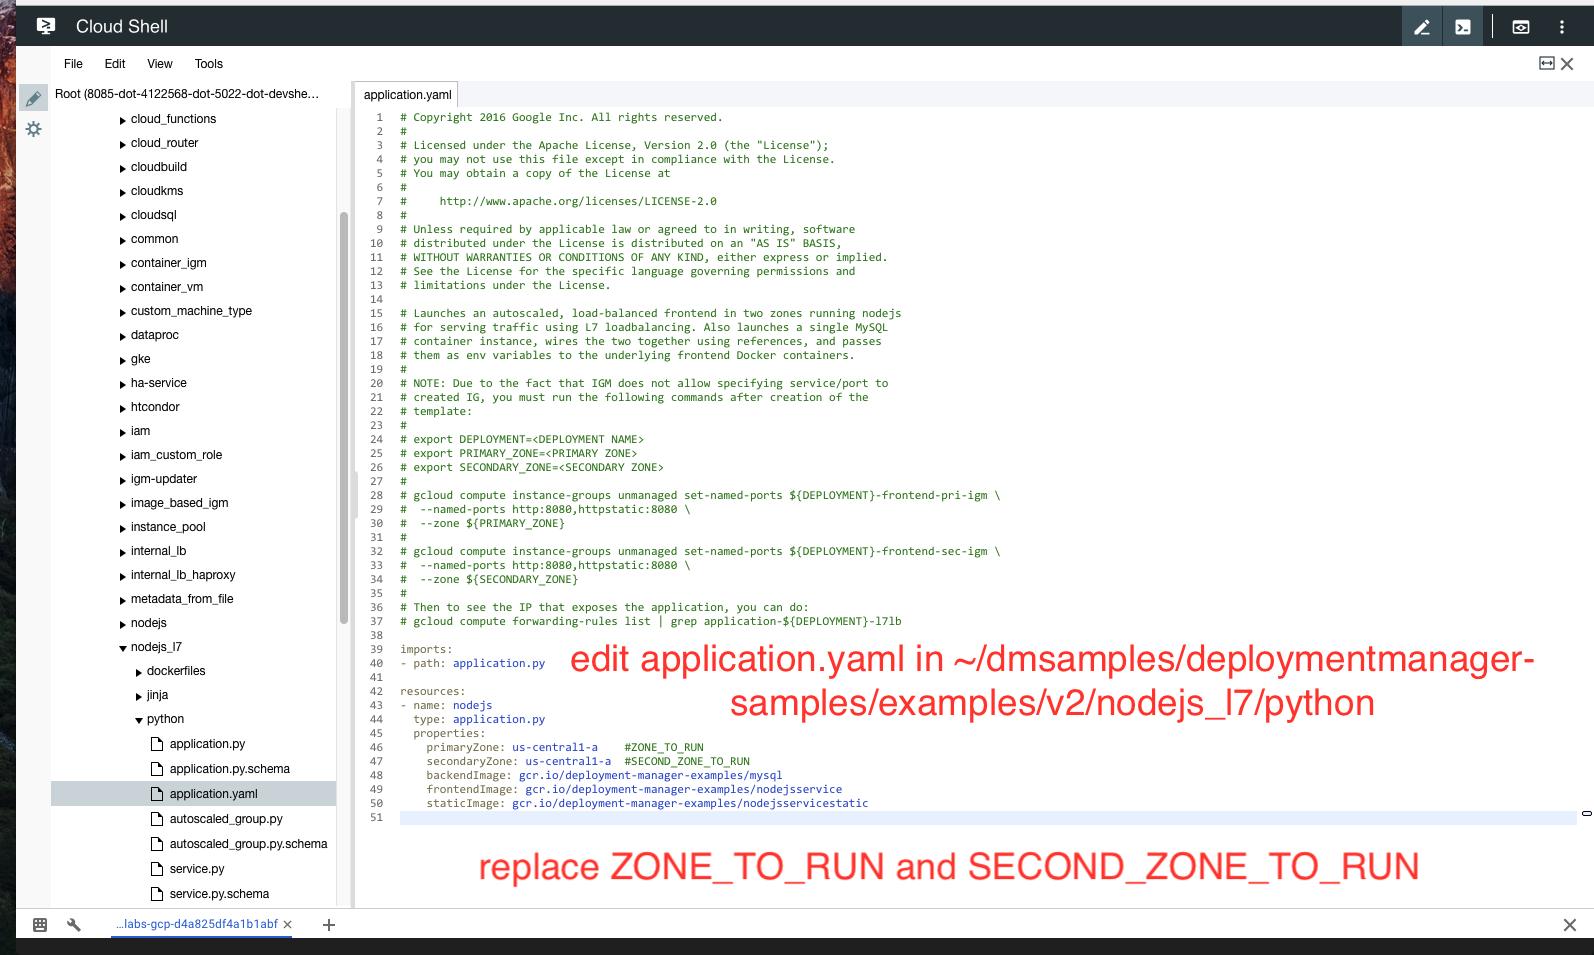 Cloud Shell
File Edit View Tools
Root (8085-dot-4122568-dot-5022-dot-devshe...
cloud_functions
cloud_router
cloudbuild
cloudkms
cloudsql
common
container_igm
container_vm
custom_machine_type
dataproc
gke
ha-service
htcondor
iam
iam_custom_role
igm-updater
image_based_igm
instance_pool
internal_lb
internal_lb_haproxy
metadata_from_file
nodejs
nodejs_l7
dockerfiles
jinja
python
application.py
application.py.schema
application.yaml
autoscaled_group.py
autoscaled_group.py.schema
service.py
service.py.schema
application.yaml
1 # Copyright 2016 Google Inc. All rights reserved.
2 #
3 # Licensed under the Apache License, Version 2.0 (the "License");
4 # you may not use this file except in compliance with the License.
5 # You may obtain a copy of the License at
6 #
7 #     http://www.apache.org/licenses/LICENSE-2.0
8 #
9 # Unless required by applicable law or agreed to in writing, software
10 # distributed under the License is distributed on an "AS IS" BASIS,
11 # WITHOUT WARRANTIES OR CONDITIONS OF ANY KIND, either express or implied.
12 # See the License for the specific language governing permissions and
13 # limitations under the License.
14
15 # Launches an autoscaled, load-balanced frontend in two zones running nodejs
16 # for serving traffic using L7 loadbalancing. Also launches a single MySQL
17 # container instance, wires the two together using references, and passes
18 # them as env variables to the underlying frontend Docker containers.
19 #
20 # NOTE: Due to the fact that IGM does not allow specifying service/port to
21 # created IG, you must run the following commands after creation of the
22 # template:
23 #
24 # export DEPLOYMENT=<DEPLOYMENT NAME>
25 # export PRIMARY_ZONE=<PRIMARY ZONE>
26 # export SECONDARY_ZONE=<SECONDARY ZONE>
27 #
28 # gcloud compute instance-groups unmanaged set-named-ports ${DEPLOYMENT}-frontend-pri-igm \
29 #  --named-ports http:8080,httpstatic:8080 \
30 #  --zone ${PRIMARY_ZONE}
31 #
32 # gcloud compute instance-groups unmanaged set-named-ports ${DEPLOYMENT}-frontend-sec-igm \
33 #  --named-ports http:8080,httpstatic:8080 \
34 #  --zone ${SECONDARY_ZONE}
35 #
36 # Then to see the IP that exposes the application, you can do:
37 # gcloud compute forwarding-rules list | grep application-${DEPLOYMENT}-l7lb
38
39 imports:
40 - path: application.py
41
42 resources:
43 - name: nodejs
44   type: application.py
45   properties:
46     primaryZone: us-central1-a    #ZONE_TO_RUN
47     secondaryZone: us-central1-a  #SECOND_ZONE_TO_RUN
48     backendImage: gcr.io/deployment-manager-examples/mysql
49     frontendImage: gcr.io/deployment-manager-examples/nodejsservice
50     staticImage: gcr.io/deployment-manager-examples/nodejsservicestatic
51
edit application.yaml in ~/dmsamples/deploymentmanager-
samples/examples/v2/nodejs_l7/python
replace ZONE_TO_RUN and SECOND_ZONE_TO_RUN
...labs-gcp-d4a825df4a1b1abf